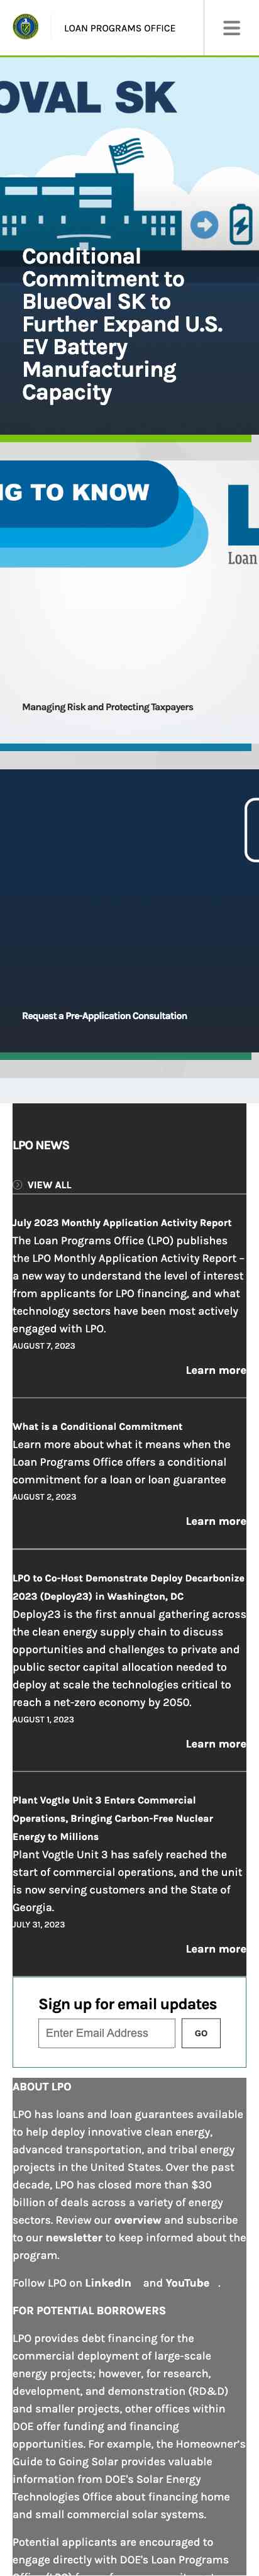 LOAN PROGRAMS OFFICE
OVAL SK
Conditional
Commitment to
BlueOval SK to
Further Expand U.S.
EV Battery
Manufacturing
Capacity
G TO KNOW
L
Loan
Managing Risk and Protecting Taxpayers
Request a Pre-Application Consultation
LPO NEWS
VIEW ALL
July 2023 Monthly Application Activity Report
The Loan Programs Office (LPO) publishes
the LPO Monthly Application Activity Report –
a new way to understand the level of interest
from applicants for LPO financing, and what
technology sectors have been most actively
engaged with LPO.
AUGUST 7, 2023
Learn more
What is a Conditional Commitment
Learn more about what it means when the
Loan Programs Office offers a conditional
commitment for a loan or loan guarantee
AUGUST 2, 2023
Learn more
LPO to Co-Host Demonstrate Deploy Decarbonize
2023 (Deploy23) in Washington, DC
Deploy23 is the first annual gathering across
the clean energy supply chain to discuss
opportunities and challenges to private and
public sector capital allocation needed to
deploy at scale the technologies critical to
reach a net-zero economy by 2050.
AUGUST 1, 2023
Learn more
Plant Vogtle Unit 3 Enters Commercial
Operations, Bringing Carbon-Free Nuclear
Energy to Millions
Plant Vogtle Unit 3 has safely reached the
start of commercial operations, and the unit
is now serving customers and the State of
Georgia.
JULY 31, 2023
Learn more
Sign up for email updates
Enter Email Address
GO
ABOUT LPO
LPO has loans and loan guarantees available
to help deploy innovative clean energy,
advanced transportation, and tribal energy
projects in the United States. Over the past
decade, LPO has closed more than $30
billion of deals across a variety of energy
sectors. Review our overview and subscribe
to our newsletter to keep informed about the
program.
Follow LPO on LinkedIn and YouTube .
FOR POTENTIAL BORROWERS
LPO provides debt financing for the
commercial deployment of large-scale
energy projects; however, for research,
development, and demonstration (RD&D)
and smaller projects, other offices within
DOE offer funding and financing
opportunities. For example, the Homeowner's
Guide to Going Solar provides valuable
information from DOE's Solar Energy
Technologies Office about financing home
and small commercial solar systems.
Potential applicants are encouraged to
engage directly with DOE's Loan Programs